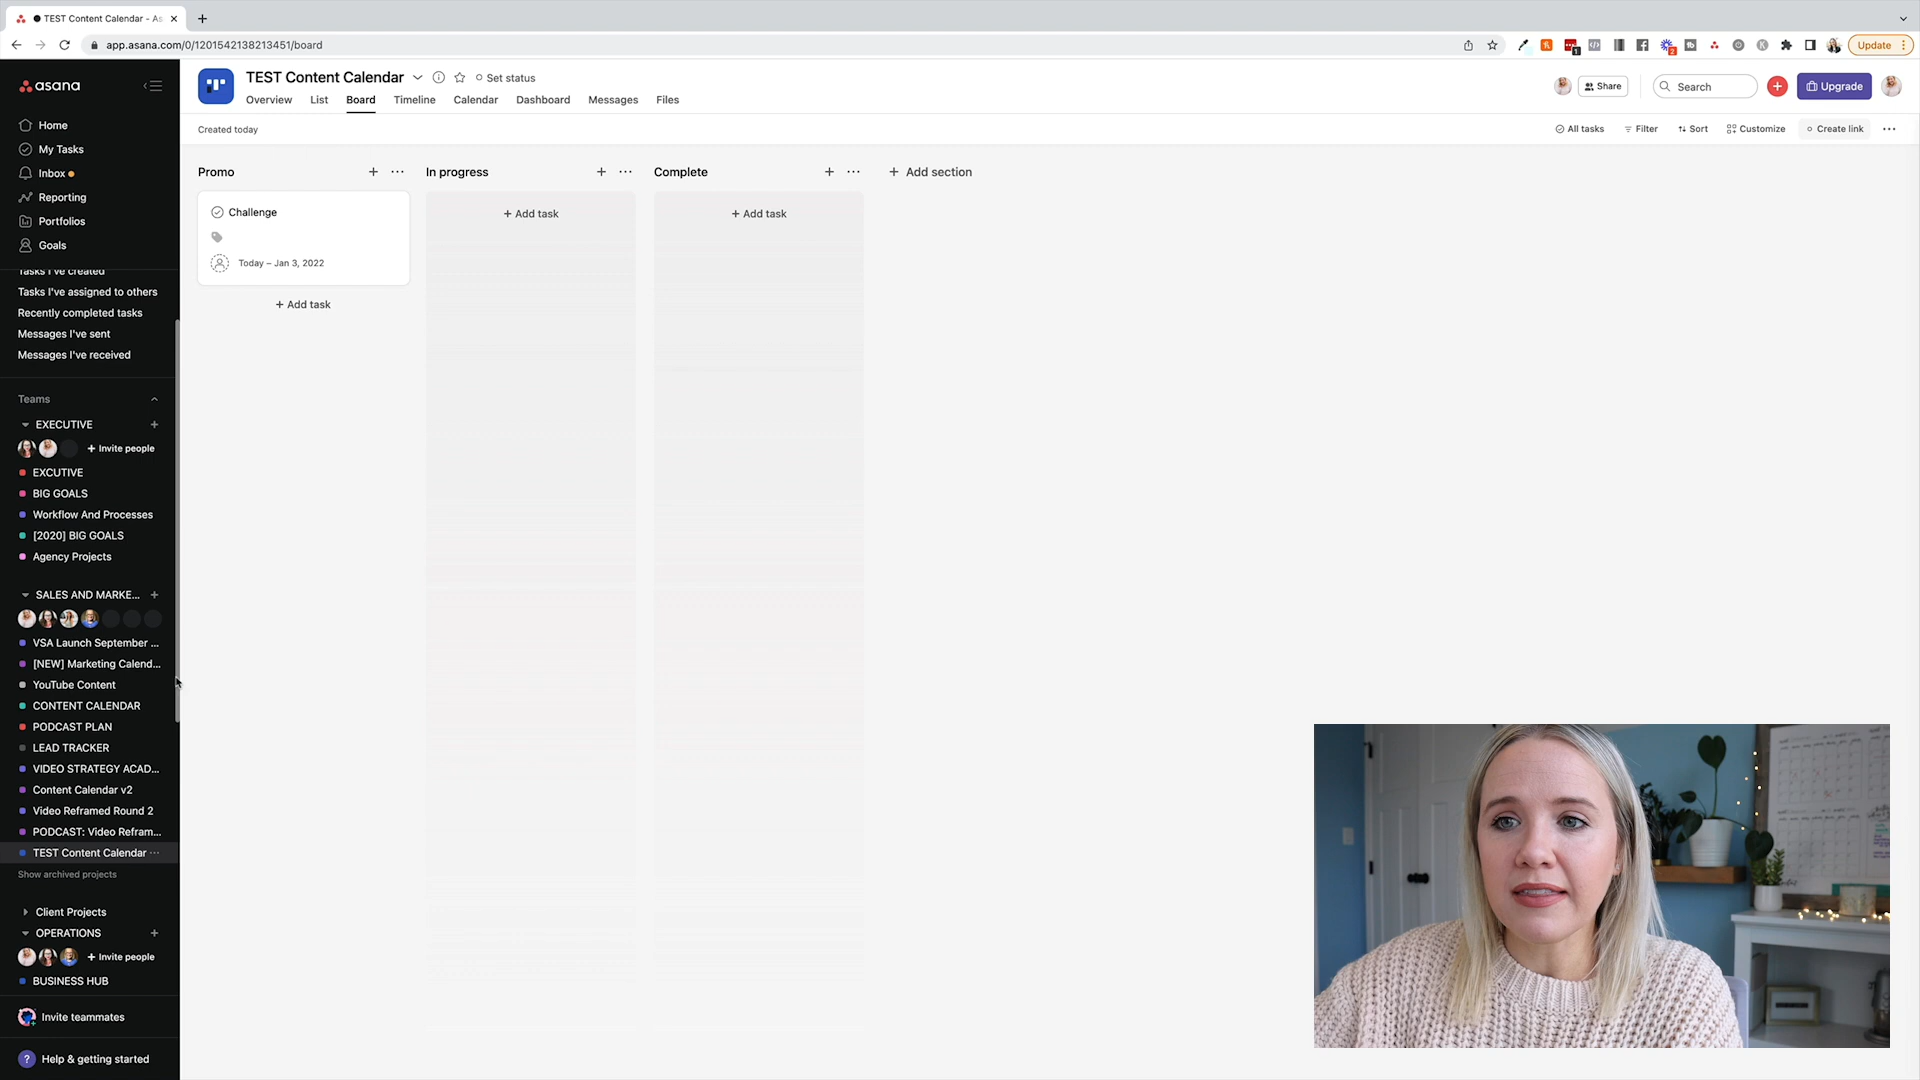 TEST Content Calendar - As
app.asana.com/0/1201542138213451/board
Update
asana
Home
My Tasks
Inbox
Reporting
Portfolios
Goals
Tasks I've created
Tasks I've assigned to others
Recently completed tasks
Messages I've sent
Messages I've received
Teams
EXECUTIVE
+ Invite people
EXCUTIVE
BIG GOALS
Workflow And Processes
[2020] BIG GOALS
Agency Projects
SALES AND MARKE...
VSA Launch September ...
[NEW] Marketing Calend...
YouTube Content
CONTENT CALENDAR
PODCAST PLAN
LEAD TRACKER
VIDEO STRATEGY ACAD...
Content Calendar v2
Video Reframed Round 2
PODCAST: Video Refram...
TEST Content Calendar ...
Show archived projects
Client Projects
OPERATIONS
+ Invite people
BUSINESS HUB
Invite teammates
? Help & getting started
TEST Content Calendar
Set status
Overview List Board Timeline Calendar Dashboard Messages Files
Share
Search
Upgrade
Created today
All tasks Filter Sort Customize Create link
Promo
Challenge
Today – Jan 3, 2022
+ Add task
In progress
+ Add task
Complete
+ Add task
+ Add section